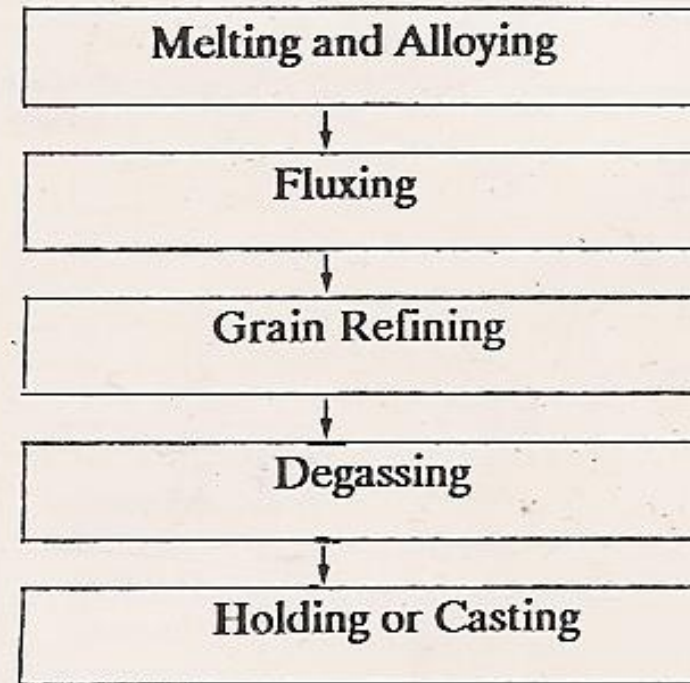 Melting and Alloying
Fluxing
Grain Refining
Degassing
Holding or Casting